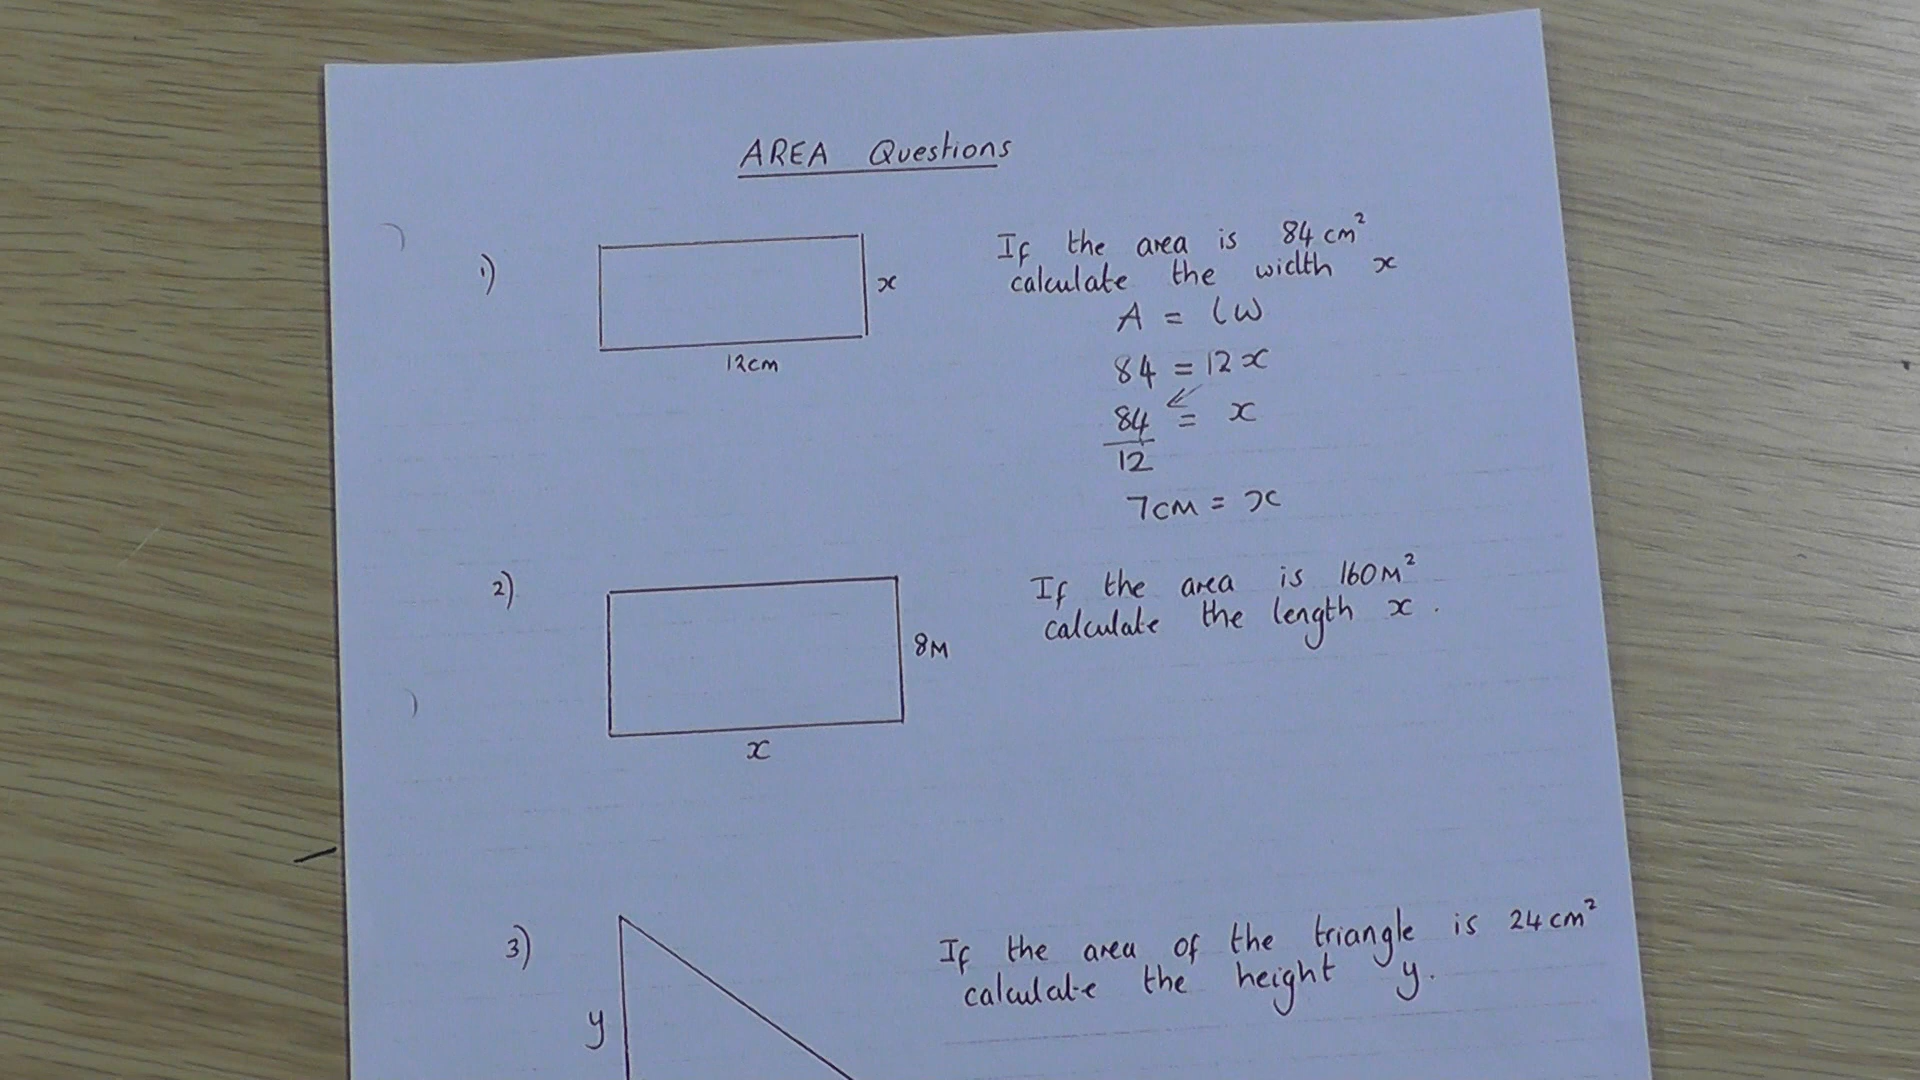 AREA Questions
1)
x
12cm
If the area is 84cm²
calculate the width x
A = lw
84 = 12x
84 = x
12
7cm = x
2)
8m
x
If the area is 160m²
calculate the length x.
3)
y
If the area of the triangle is 24cm²
calculate the height y.